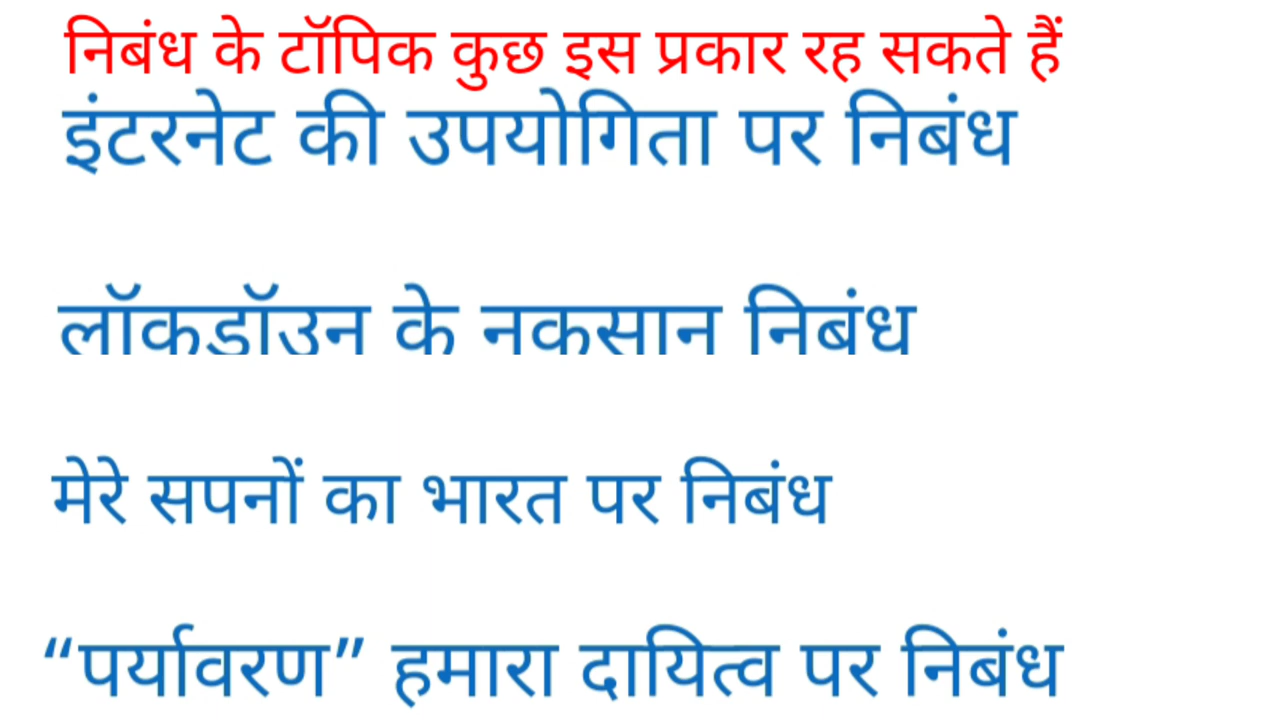 निबंध के टॉपिक कुछ इस प्रकार रह सकते हैं
इंटरनेट की उपयोगिता पर निबंध
लॉकडॉउन के नकसान निबंध
मेरे सपनों का भारत पर निबंध
“पर्यावरण” हमारा दायित्व पर निबंध